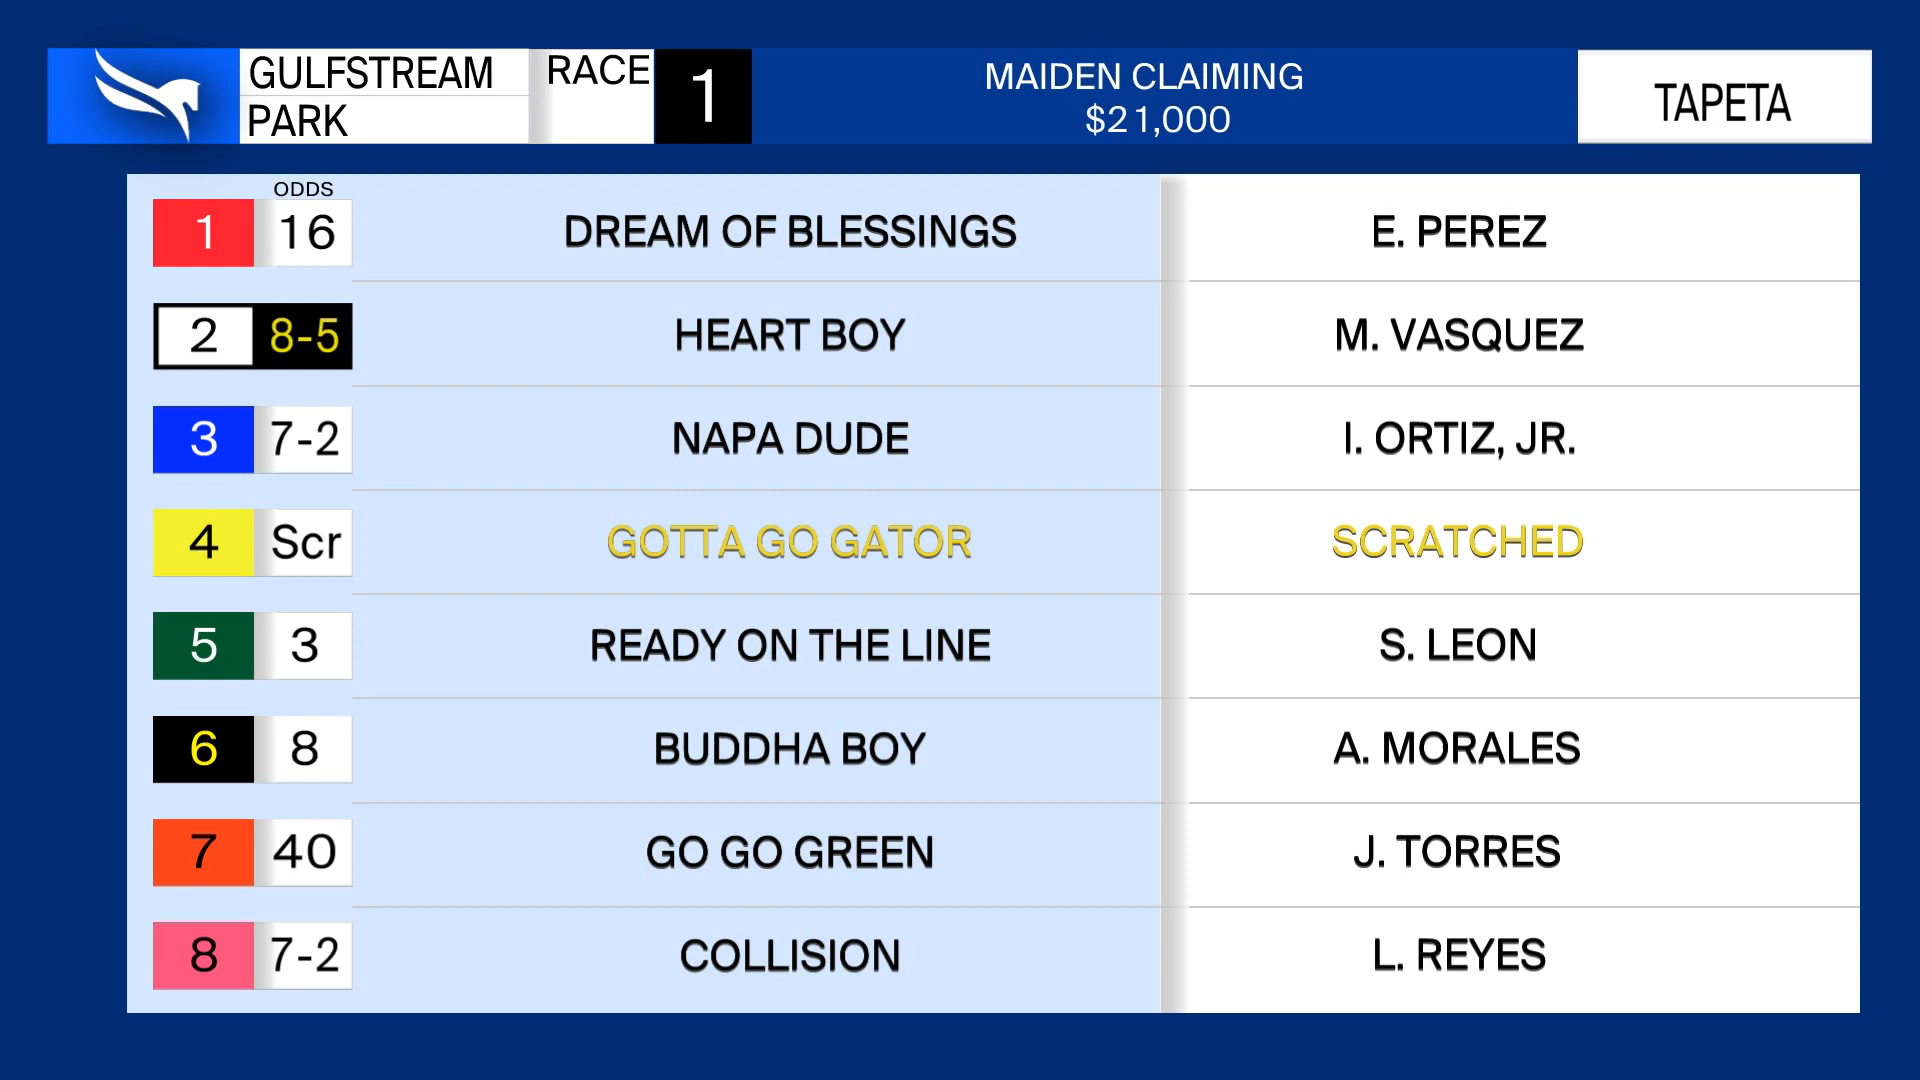 GULFSTREAM
PARK
RACE
1
MAIDEN CLAIMING
$21,000
TAPETA
ODDS
1 16 DREAM OF BLESSINGS E. PEREZ
2 8-5 HEART BOY M. VASQUEZ
3 7-2 NAPA DUDE I. ORTIZ, JR.
4 Scr GOTTA GO GATOR SCRATCHED
5 3 READY ON THE LINE S. LEON
6 8 BUDDHA BOY A. MORALES
7 40 GO GO GREEN J. TORRES
8 7-2 COLLISION L. REYES